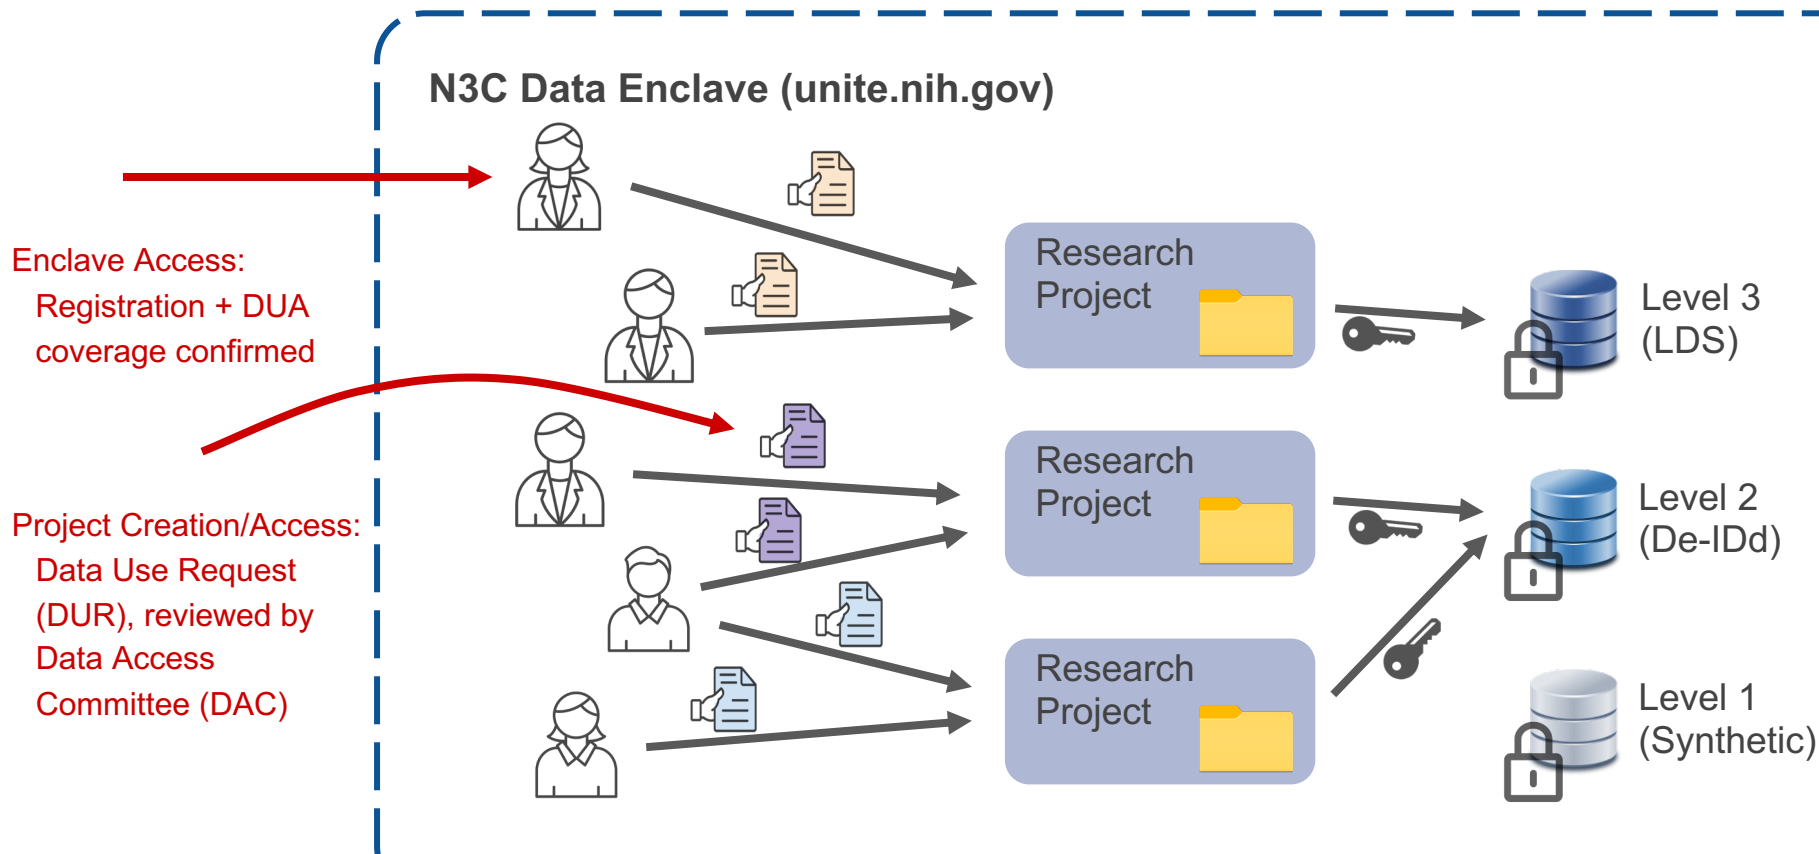 N3C Data Enclave (unite.nih.gov)
Enclave Access:
Registration + DUA
coverage confirmed
Project Creation/Access:
Data Use Request
(DUR), reviewed by
Data Access
Committee (DAC)
Research
Project
Research
Project
Research
Project
Level 3
(LDS)
Level 2
(De-IDd)
Level 1
(Synthetic)